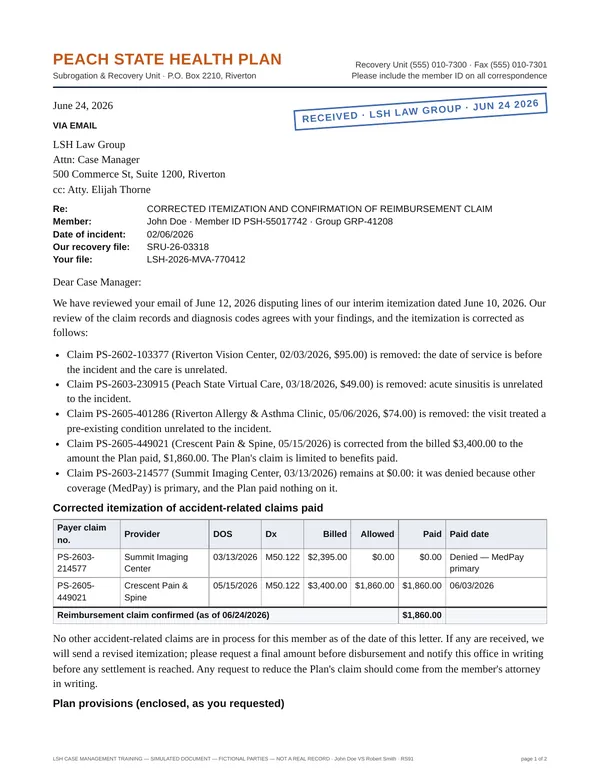 PEACH STATE HEALTH PLAN
Subrogation & Recovery Unit · P.O. Box 2210, Riverton
Recovery Unit (555) 010-7300 · Fax (555) 010-7301
Please include the member ID on all correspondence
June 24, 2026
RECEIVED · LSH LAW GROUP · JUN 24 2026
VIA EMAIL
LSH Law Group
Attn: Case Manager
500 Commerce St, Suite 1200, Riverton
cc: Atty. Elijah Thorne
Re: CORRECTED ITEMIZATION AND CONFIRMATION OF REIMBURSEMENT CLAIM
Member: John Doe · Member ID PSH-55017742 · Group GRP-41208
Date of incident: 02/06/2026
Our recovery file: SRU-26-03318
Your file: LSH-2026-MVA-770412
Dear Case Manager:
We have reviewed your email of June 12, 2026 disputing lines of our interim itemization dated June 10, 2026. Our
review of the claim records and diagnosis codes agrees with your findings, and the itemization is corrected as
follows:
• Claim PS-2602-103377 (Riverton Vision Center, 02/03/2026, $95.00) is removed: the date of service is before
the incident and the care is unrelated.
• Claim PS-2603-230915 (Peach State Virtual Care, 03/18/2026, $49.00) is removed: acute sinusitis is unrelated
to the incident.
• Claim PS-2605-401286 (Riverton Allergy & Asthma Clinic, 05/06/2026, $74.00) is removed: the visit treated a
pre-existing condition unrelated to the incident.
• Claim PS-2605-449021 (Crescent Pain & Spine, 05/15/2026) is corrected from the billed $3,400.00 to the
amount the Plan paid, $1,860.00. The Plan's claim is limited to benefits paid.
• Claim PS-2603-214577 (Summit Imaging Center, 03/13/2026) remains at $0.00: it was denied because other
coverage (MedPay) is primary, and the Plan paid nothing on it.
Corrected itemization of accident-related claims paid
Payer claim no. Provider DOS Dx Billed Allowed Paid Paid date
PS-2603-214577 Summit Imaging Center 03/13/2026 M50.122 $2,395.00 $0.00 $0.00 Denied — MedPay primary
PS-2605-449021 Crescent Pain & Spine 05/15/2026 M50.122 $3,400.00 $1,860.00 $1,860.00 06/03/2026
Reimbursement claim confirmed (as of 06/24/2026) $1,860.00
No other accident-related claims are in process for this member as of the date of this letter. If any are received, we
will send a revised itemization; please request a final amount before disbursement and notify this office in writing
before any settlement is reached. Any request to reduce the Plan's claim should come from the member's attorney
in writing.
Plan provisions (enclosed, as you requested)
LSH CASE MANAGEMENT TRAINING — SIMULATED DOCUMENT — FICTIONAL PARTIES — NOT A REAL RECORD · John Doe VS Robert Smith · RS91
page 1 of 2